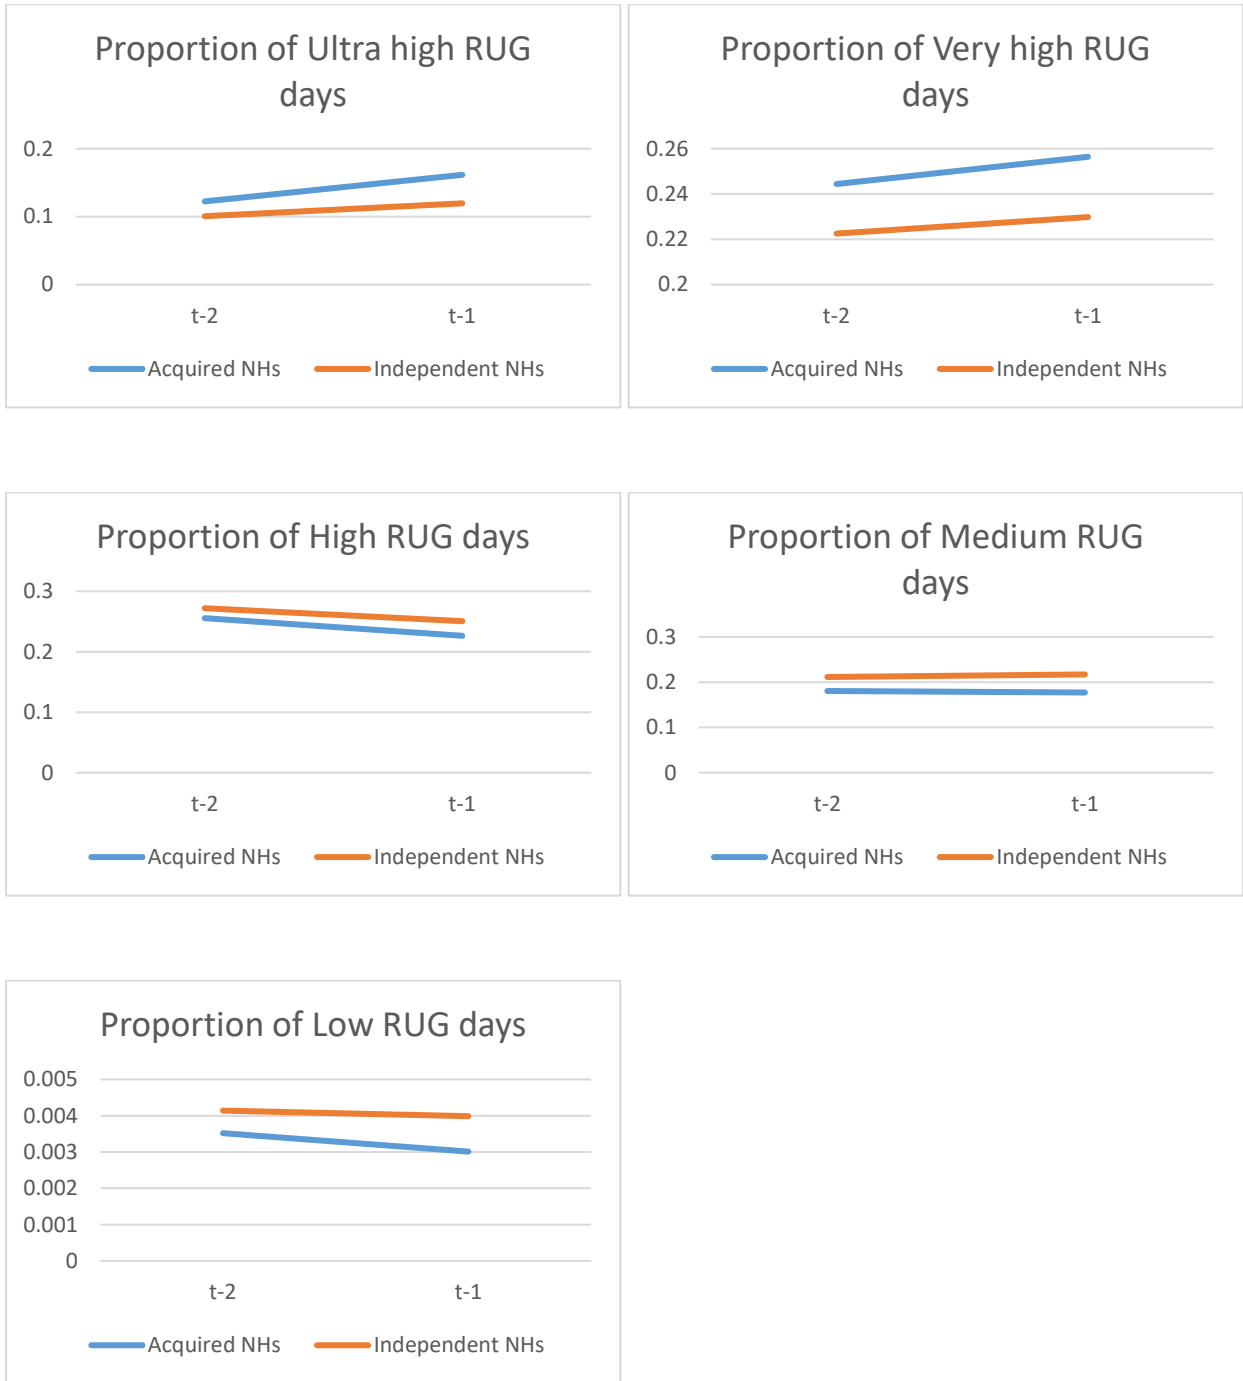 Proportion of Ultra high RUG
days
0.2
0.1
0
t-2 t-1
Acquired NHs Independent NHs
Proportion of Very high RUG
days
0.26
0.24
0.22
0.2
t-2 t-1
Acquired NHs Independent NHs
Proportion of High RUG days
0.3
0.2
0.1
0
t-2 t-1
Acquired NHs Independent NHs
Proportion of Medium RUG
days
0.3
0.2
0.1
0
t-2 t-1
Acquired NHs Independent NHs
Proportion of Low RUG days
0.005
0.004
0.003
0.002
0.001
0
t-2 t-1
Acquired NHs Independent NHs